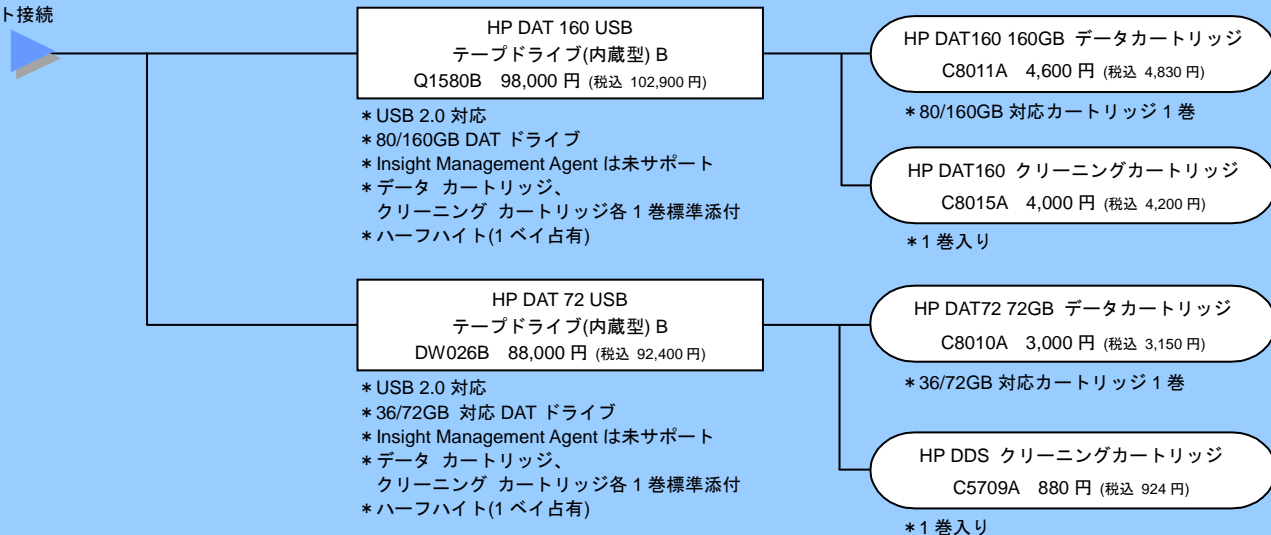 ト接続
HP DAT 160 USB
テープドライブ(内蔵型) B
Q1580B 98,000 円 (税込 102,900 円)
＊USB 2.0 対応
＊80/160GB DAT ドライブ
＊Insight Management Agent は未サポート
＊データ カートリッジ、
クリーニング カートリッジ各 1 巻標準添付
＊ハーフハイト(1 ベイ占有)
HP DAT160 160GB データカートリッジ
C8011A 4,600 円 (税込 4,830 円)
＊80/160GB 対応カートリッジ 1 巻
HP DAT160 クリーニングカートリッジ
C8015A 4,000 円 (税込 4,200 円)
＊1 巻入り
HP DAT 72 USB
テープドライブ(内蔵型) B
DW026B 88,000 円 (税込 92,400 円)
＊USB 2.0 対応
＊36/72GB 対応 DAT ドライブ
＊Insight Management Agent は未サポート
＊データ カートリッジ、
クリーニング カートリッジ各 1 巻標準添付
＊ハーフハイト(1 ベイ占有)
HP DAT72 72GB データカートリッジ
C8010A 3,000 円 (税込 3,150 円)
＊36/72GB 対応カートリッジ 1 巻
HP DDS クリーニングカートリッジ
C5709A 880 円 (税込 924 円)
＊1 巻入り